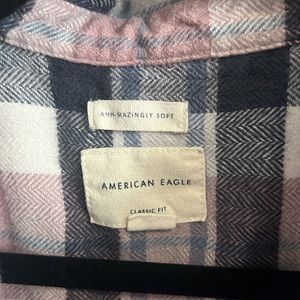 AHH-MAZINGLY SOFT
AMERICAN EAGLE
CLASSIC FIT